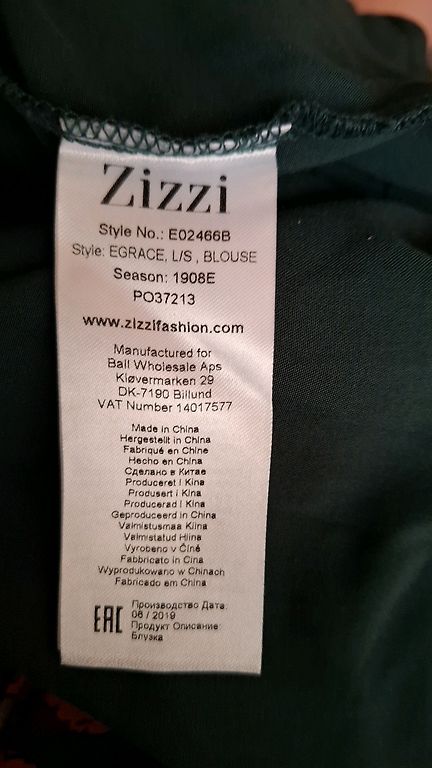 Zizzi
Style No.: E02466B
Style: EGRACE, L/S , BLOUSE
Season: 1908E
PO37213
www.zizzifashion.com
Manufactured for
Ball Wholesale Aps
Kløvermarken 29
DK-7190 Billund
VAT Number 14017577
Made in China
Hergestellt in China
Fabriqué en Chine
Hecho en China
Сделано в Китае
Produceret i Kina
Produsert i Kina
Producerad i Kina
Geproduceerd in China
Valmistusmaa Kiina
Valmistatud Hiina
Vyrobeno v Číně
Fabbricato in Cina
Wyprodukowano w Chinach
Fabricado em China
EAC
Производство Дата:
06 / 2019
Продукт Описание:
Блузка